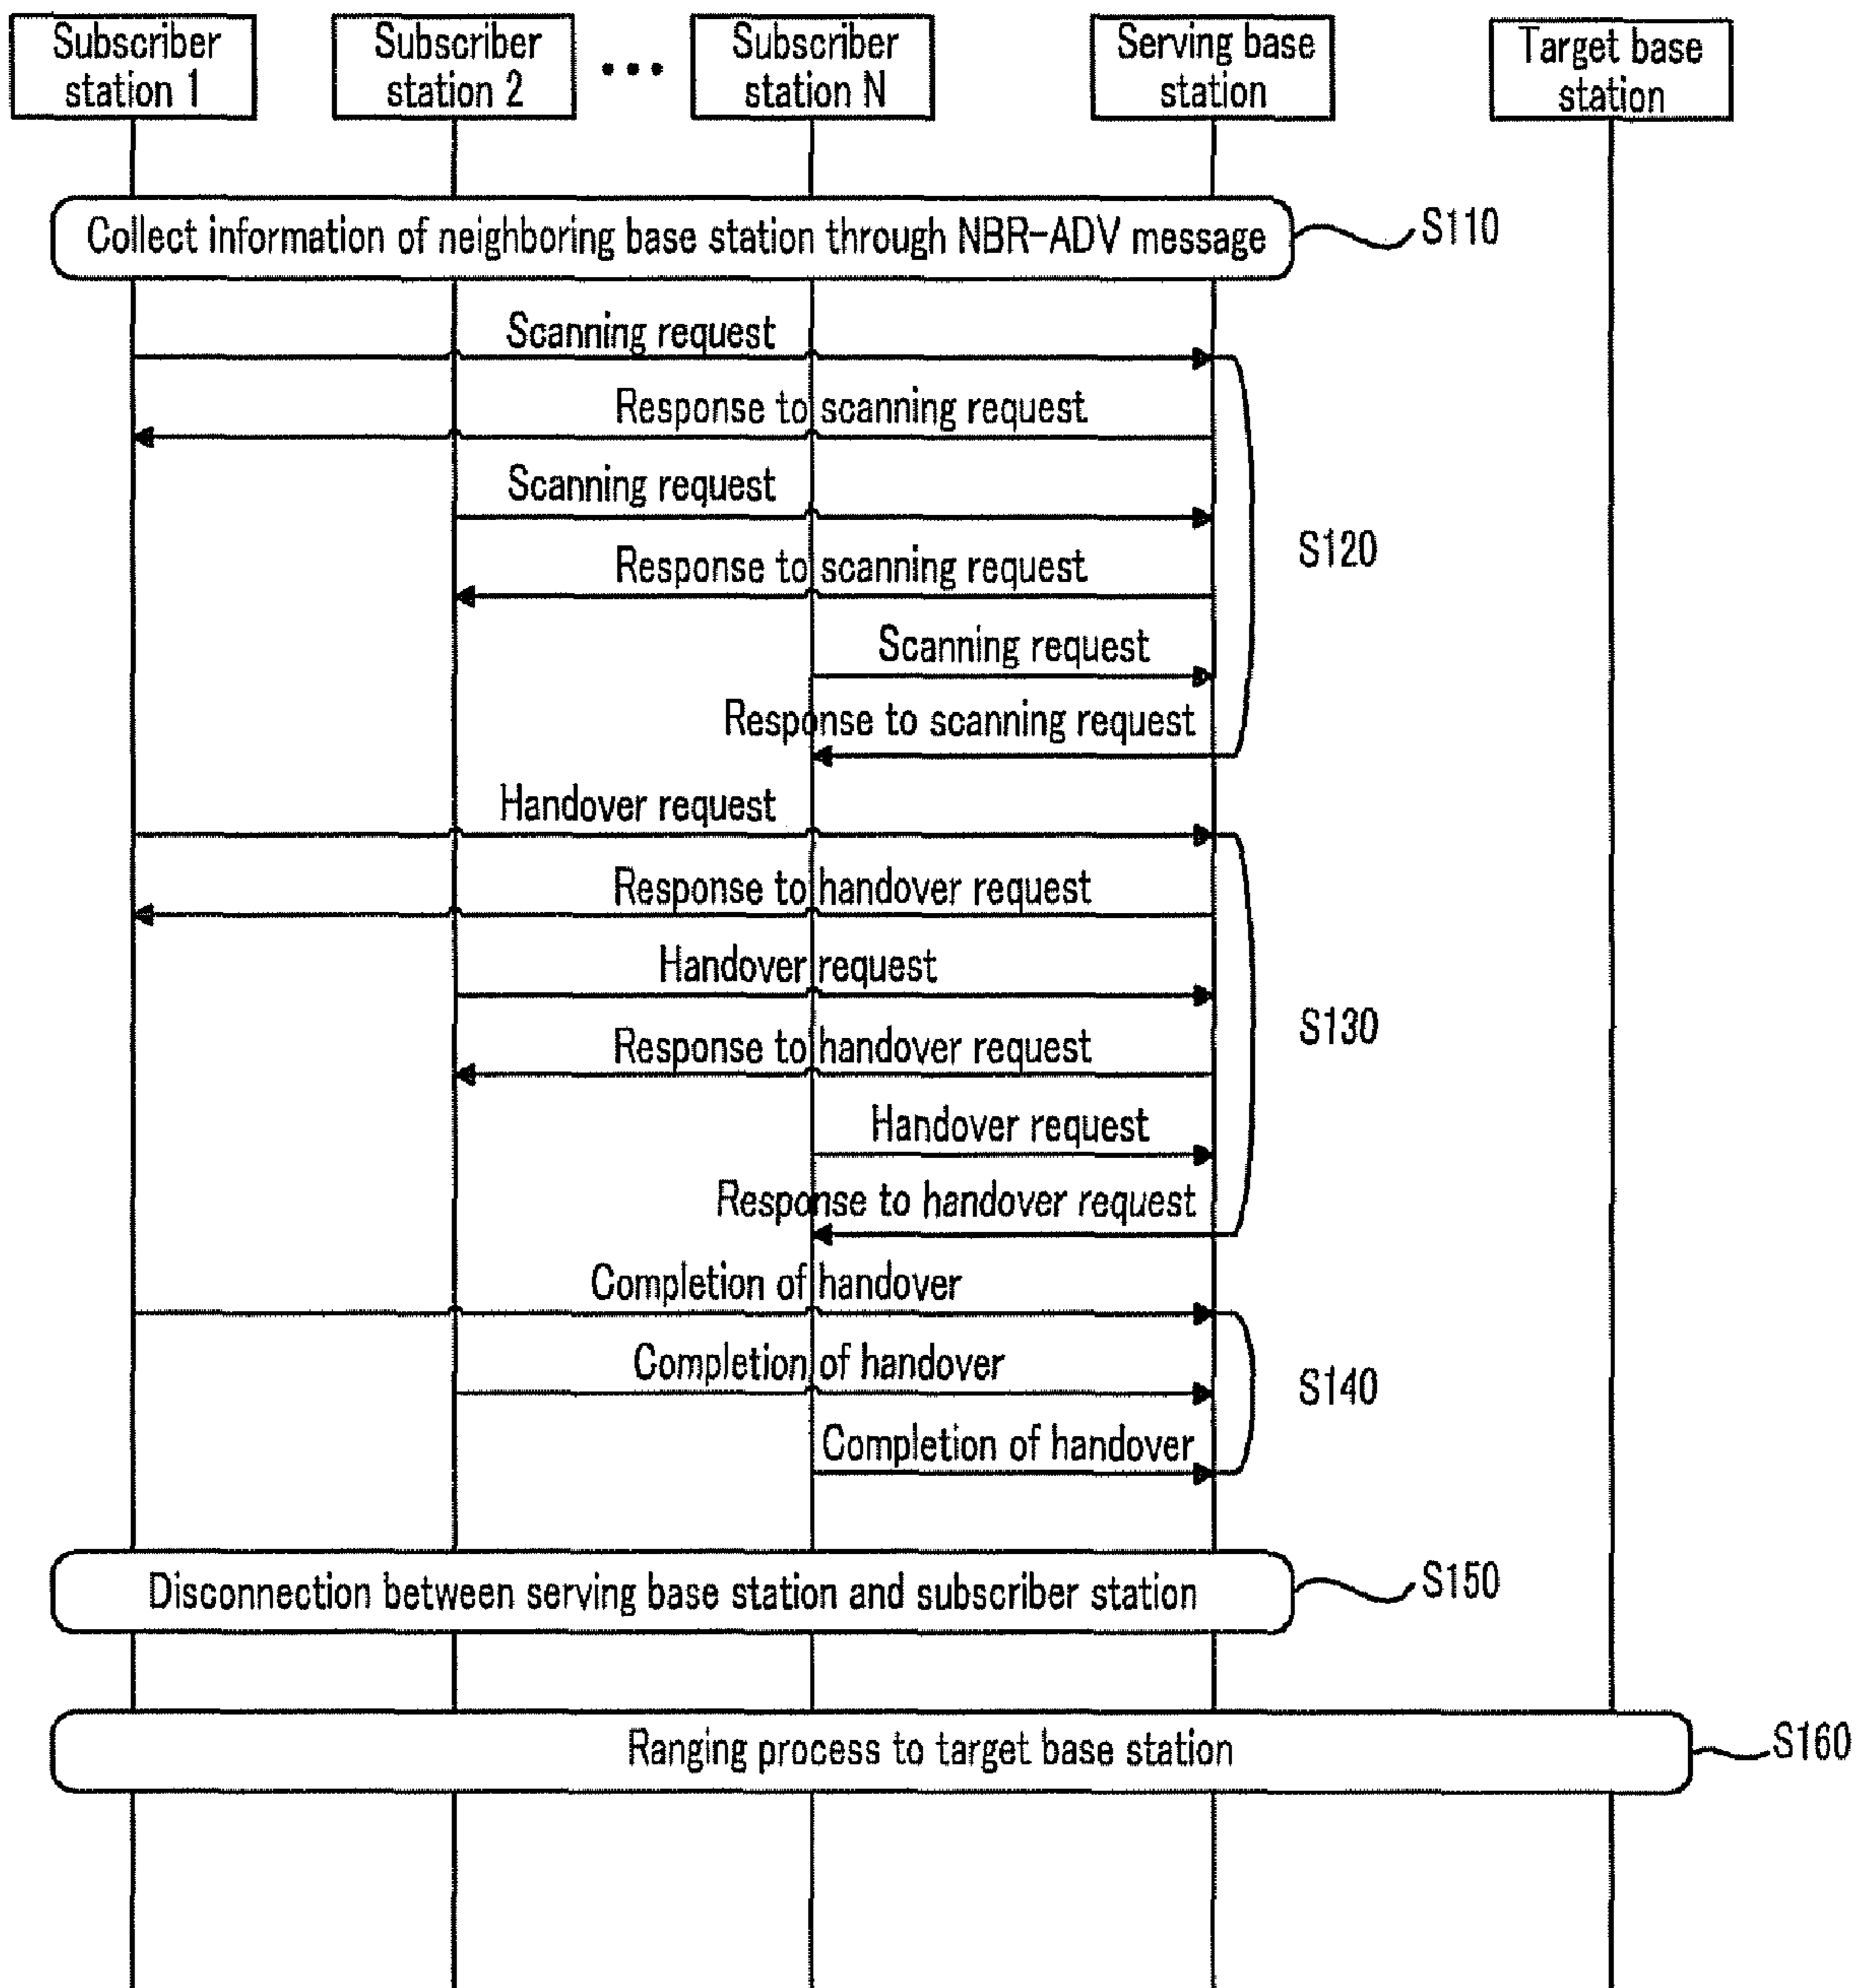 Subscriber
station 1
Subscriber
station 2
•••
Subscriber
station N
Serving base
station
Target base
station
Collect information of neighboring base station through NBR-ADV message
S110
Scanning request
Response to scanning request
Scanning request
Response to scanning request
S120
Scanning request
Response to scanning request
Handover request
Response to handover request
Handover request
Response to handover request
S130
Handover request
Response to handover request
Completion of handover
Completion of handover
S140
Completion of handover
Disconnection between serving base station and subscriber station
S150
Ranging process to target base station
S160